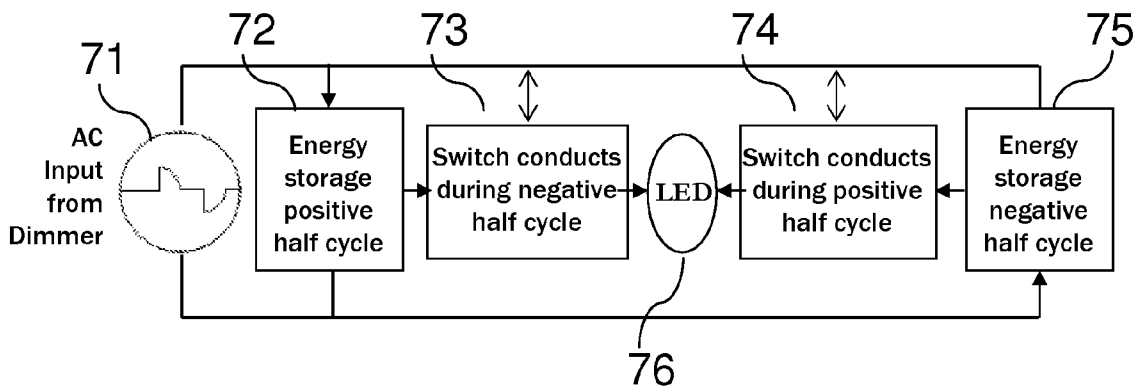 71
72
73
74
75
AC
Input
from
Dimmer
Energy
storage
positive
half cycle
Switch conducts
during negative
half cycle
LED
Switch conducts
during positive
half cycle
Energy
storage
negative
half cycle
76